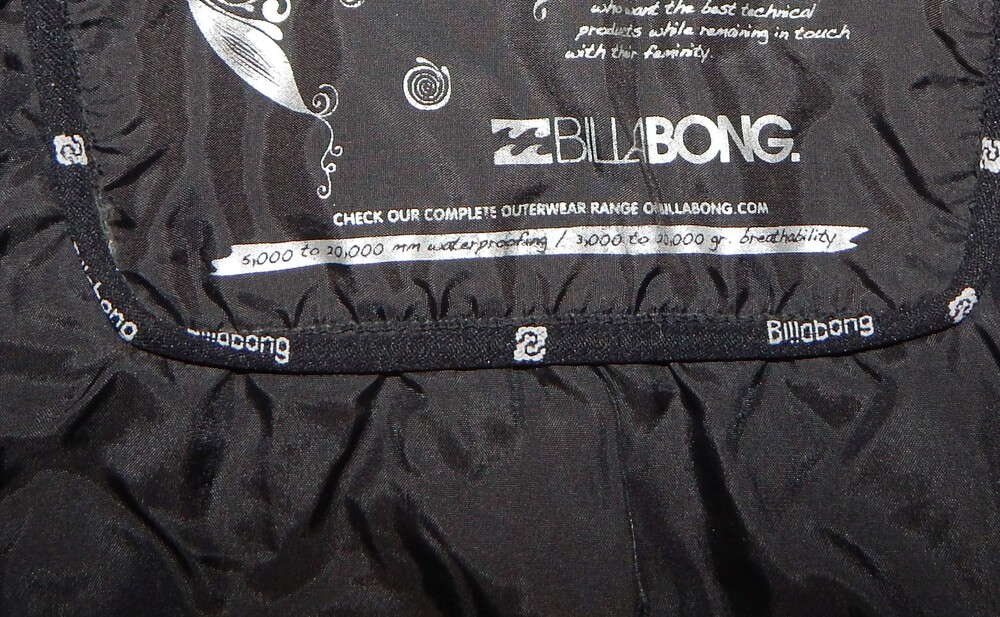 who want the best technical
products while remaining in touch
with thir feminity.
BILLABONG.
CHECK OUR COMPLETE OUTERWEAR RANGE ON BILLABONG.COM
5,000 to 20,000 mm waterproofing / 3,000 to 20,000 gr. breathability
Billabong
Billabong